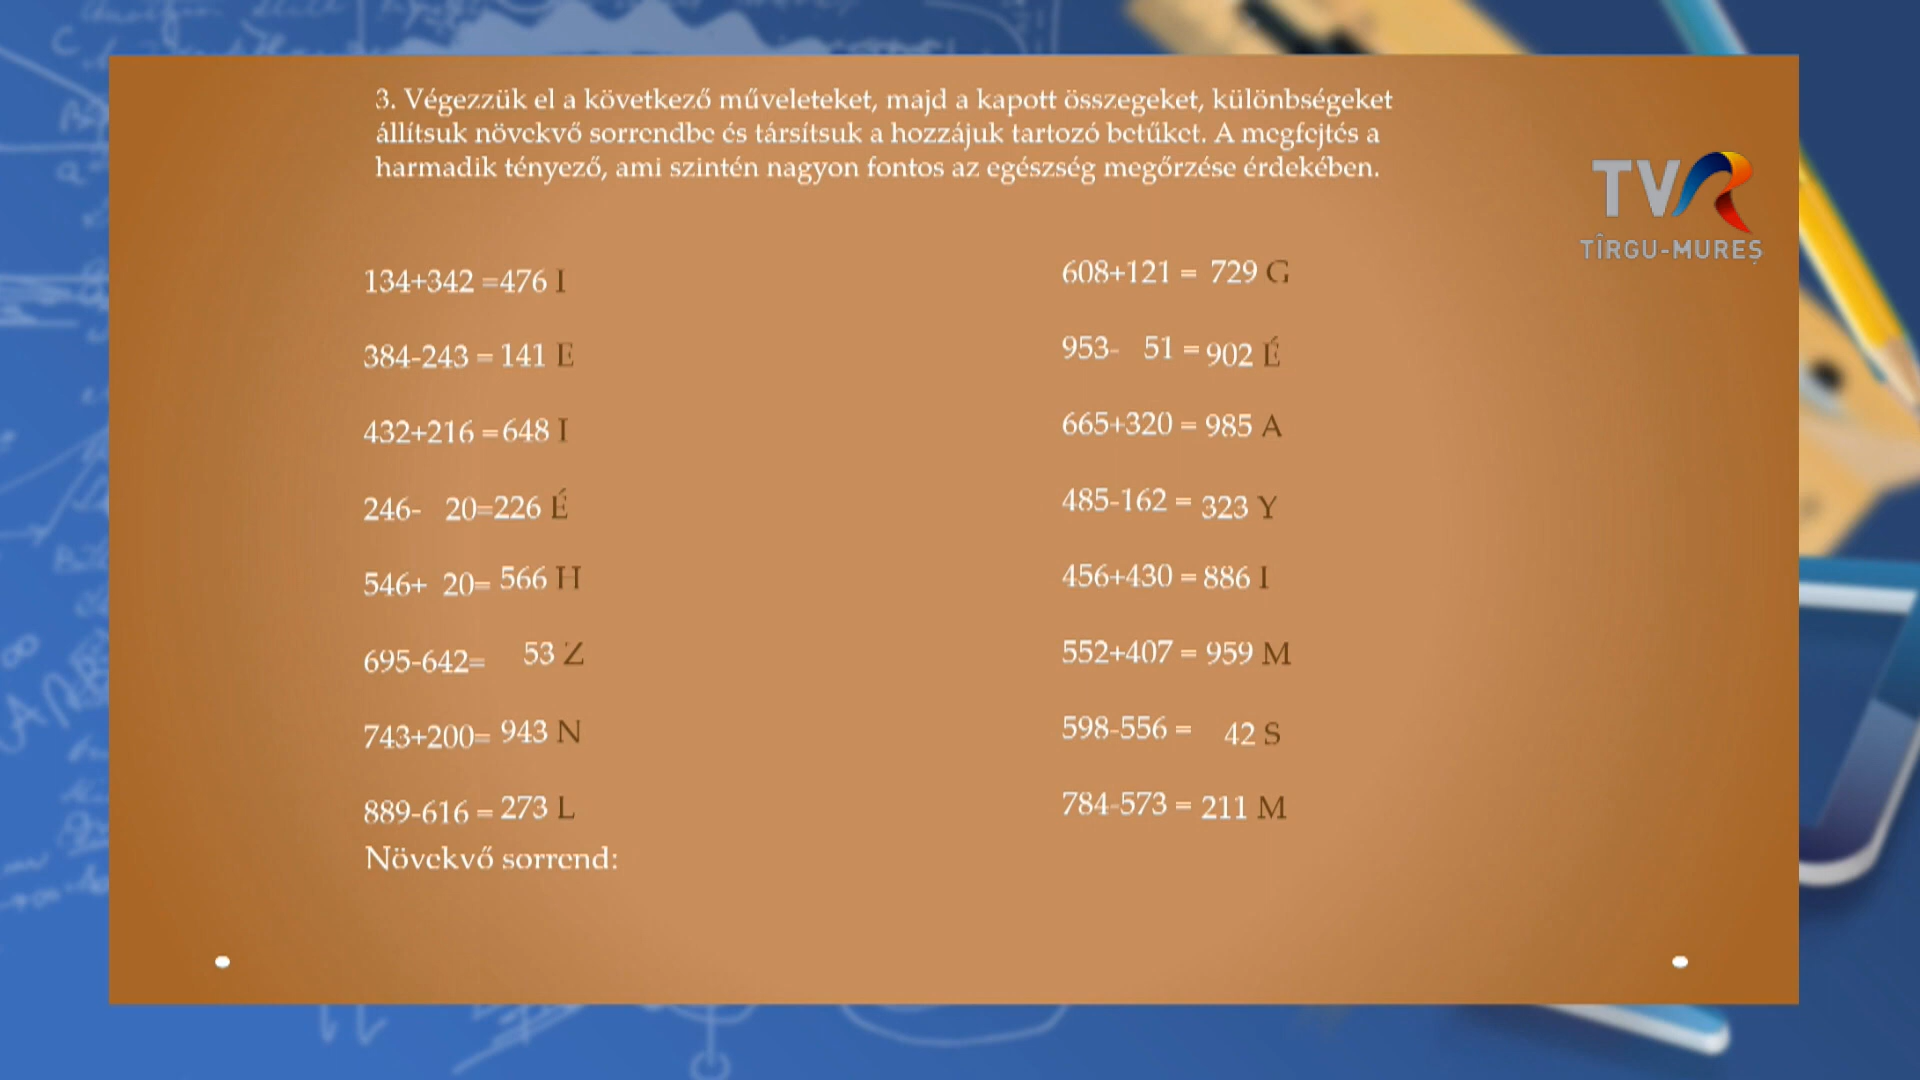 3. Végezzük el a következő műveleteket, majd a kapott összegeket, különbségeket
állítsuk növekvő sorrendbe és társítsuk a hozzájuk tartozó betűket. A megfejtés a
harmadik tényező, ami szintén nagyon fontos az egészség megőrzése érdekében.
TVR
TÎRGU-MUREȘ
134+342 =476 I
384-243 = 141 E
432+216 =648 I
246- 20=226 É
546+ 20= 566 H
695-642= 53 Z
743+200= 943 N
889-616 = 273 L
608+121 = 729 G
953- 51 = 902 É
665+320 = 985 A
485-162 = 323 Y
456+430 = 886 I
552+407 = 959 M
598-556 = 42 S
784-573 = 211 M
Növekvő sorrend: